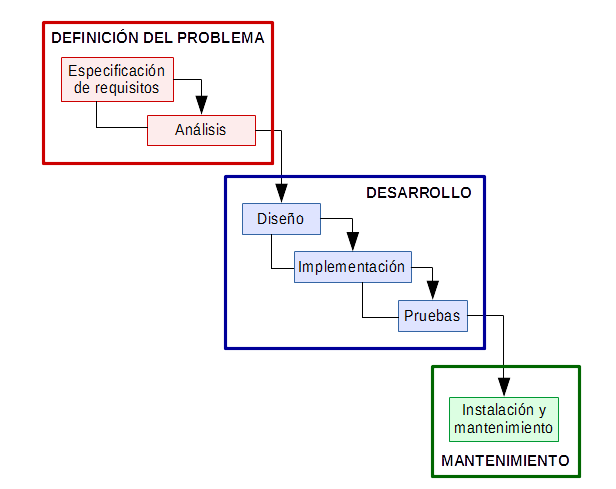 DEFINICIÓN DEL PROBLEMA
Especificación
de requisitos
Análisis
DESARROLLO
Diseño
Implementación
Pruebas
Instalación y
mantenimiento
MANTENIMIENTO